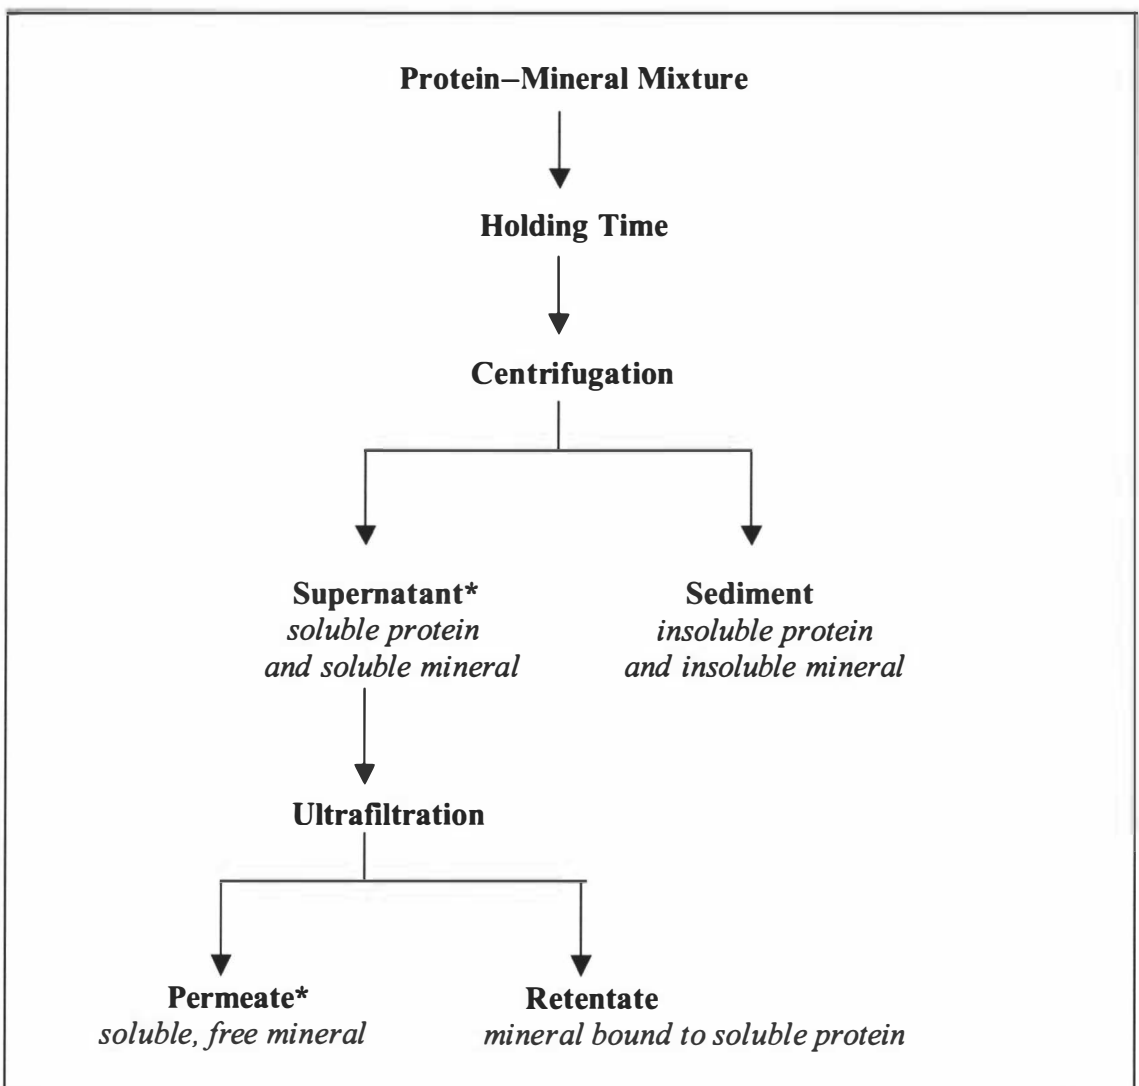 Protein–Mineral Mixture
Holding Time
Centrifugation
Supernatant*
soluble protein
and soluble mineral
Sediment
insoluble protein
and insoluble mineral
Ultrafiltration
Permeate*
soluble, free mineral
Retentate
mineral bound to soluble protein